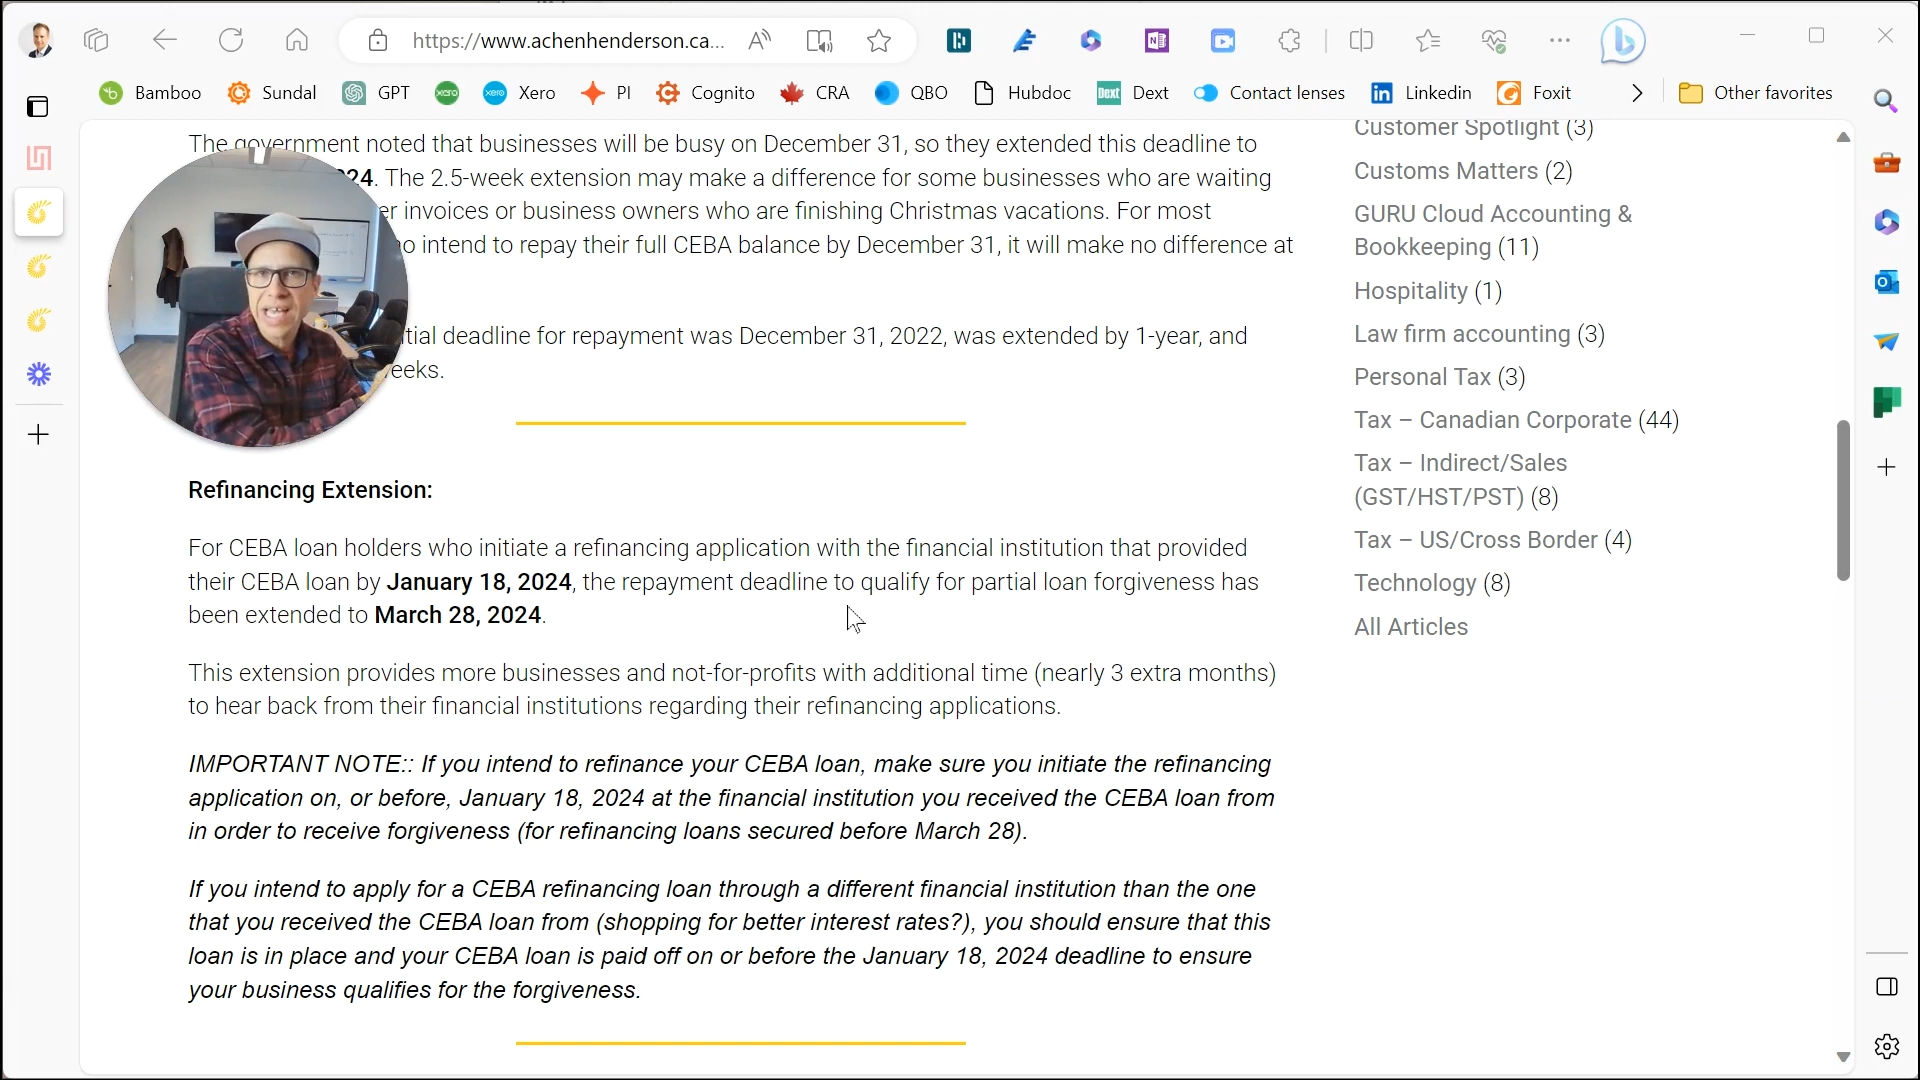 https://www.achenhenderson.ca...
Bamboo
Sundal
GPT
xero
xero Xero
PI
Cognito
CRA
QBO
Hubdoc
Dext Dext
Contact lenses
in Linkedin
Foxit
Other favorites
The government noted that businesses will be busy on December 31, so they extended this deadline to
24. The 2.5-week extension may make a difference for some businesses who are waiting
er invoices or business owners who are finishing Christmas vacations. For most
o intend to repay their full CEBA balance by December 31, it will make no difference at
tial deadline for repayment was December 31, 2022, was extended by 1-year, and
eeks.
Refinancing Extension:
For CEBA loan holders who initiate a refinancing application with the financial institution that provided
their CEBA loan by January 18, 2024, the repayment deadline to qualify for partial loan forgiveness has
been extended to March 28, 2024.
This extension provides more businesses and not-for-profits with additional time (nearly 3 extra months)
to hear back from their financial institutions regarding their refinancing applications.
IMPORTANT NOTE:: If you intend to refinance your CEBA loan, make sure you initiate the refinancing
application on, or before, January 18, 2024 at the financial institution you received the CEBA loan from
in order to receive forgiveness (for refinancing loans secured before March 28).
If you intend to apply for a CEBA refinancing loan through a different financial institution than the one
that you received the CEBA loan from (shopping for better interest rates?), you should ensure that this
loan is in place and your CEBA loan is paid off on or before the January 18, 2024 deadline to ensure
your business qualifies for the forgiveness.
Customer Spotlight (3)
Customs Matters (2)
GURU Cloud Accounting &
Bookkeeping (11)
Hospitality (1)
Law firm accounting (3)
Personal Tax (3)
Tax – Canadian Corporate (44)
Tax – Indirect/Sales
(GST/HST/PST) (8)
Tax – US/Cross Border (4)
Technology (8)
All Articles